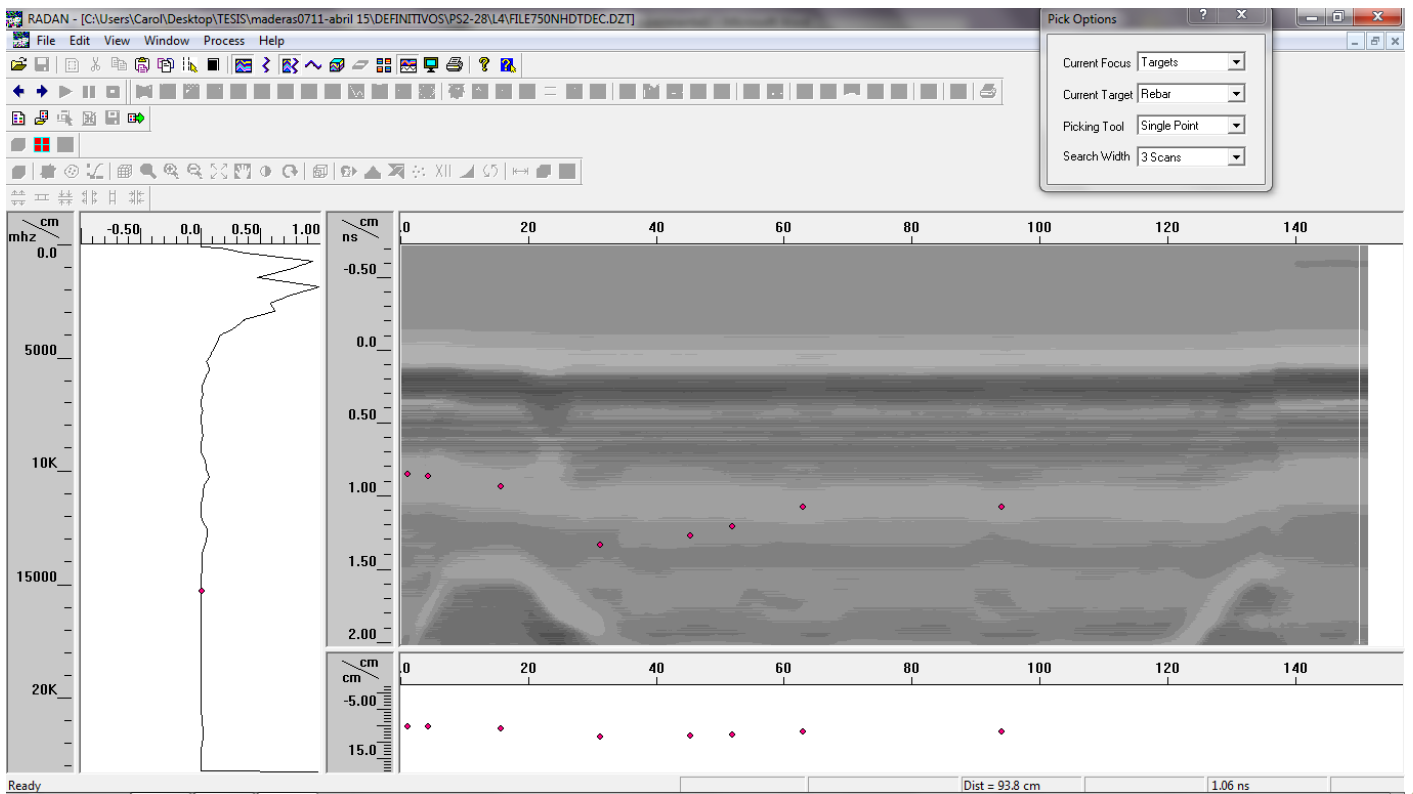 RADAN - [C:\Users\Carol\Desktop\TESIS\maderas0711-abril 15\DEFINITIVOS\PS2-28\L4\FILE750NHDTDEC.DZT]
File Edit View Window Process Help
Pick Options
Current Focus Targets
Current Target Rebar
Picking Tool Single Point
Search Width 3 Scans
XII
cm
mhz
-0.50 0.0 0.50 1.00
cm
ns
.0 20 40 60 80 100 120 140
0.0
5000
10K
15000
20K
-0.50
0.0
0.50
1.00
1.50
2.00
cm
cm
.0 20 40 60 80 100 120 140
-5.00
15.0
Ready
Dist = 93.8 cm
1.06 ns